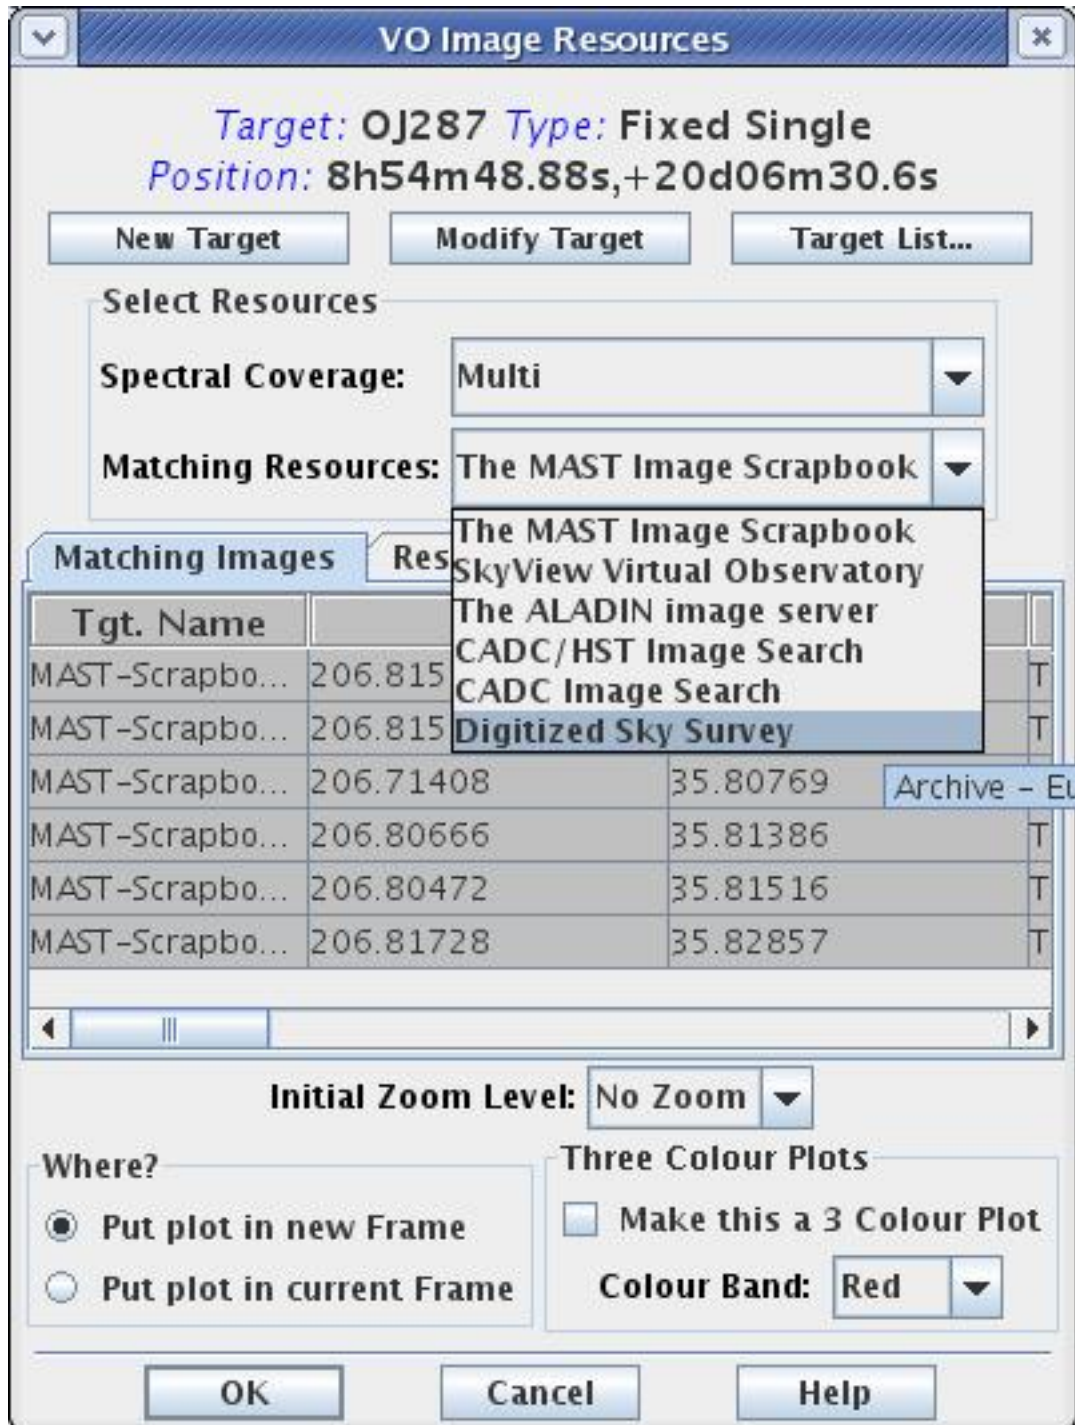 VO Image Resources
Target: OJ287 Type: Fixed Single
Position: 8h54m48.88s,+20d06m30.6s
New Target Modify Target Target List...
Select Resources
Spectral Coverage: Multi
Matching Resources: The MAST Image Scrapbook
The MAST Image Scrapbook
SkyView Virtual Observatory
The ALADIN image server
CADC/HST Image Search
CADC Image Search
Digitized Sky Survey
Matching Images Res
Tgt. Name
MAST-Scrapbo... 206.815 T
MAST-Scrapbo... 206.815 T
MAST-Scrapbo... 206.71408 35.80769 Archive - Eu
MAST-Scrapbo... 206.80666 35.81386 T
MAST-Scrapbo... 206.80472 35.81516 T
MAST-Scrapbo... 206.81728 35.82857 T
Initial Zoom Level: No Zoom
Where?
Put plot in new Frame
Put plot in current Frame
Three Colour Plots
Make this a 3 Colour Plot
Colour Band: Red
OK Cancel Help